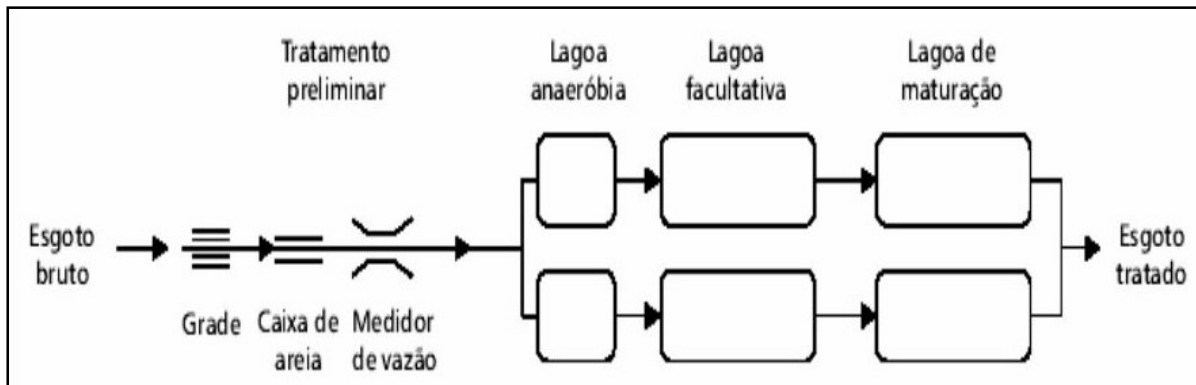 Tratamento
preliminar
Lagoa
anaeróbia
Lagoa
facultativa
Lagoa de
maturação
Esgoto
bruto
Grade
Caixa de
areia
Medidor
de vazão
Esgoto
tratado